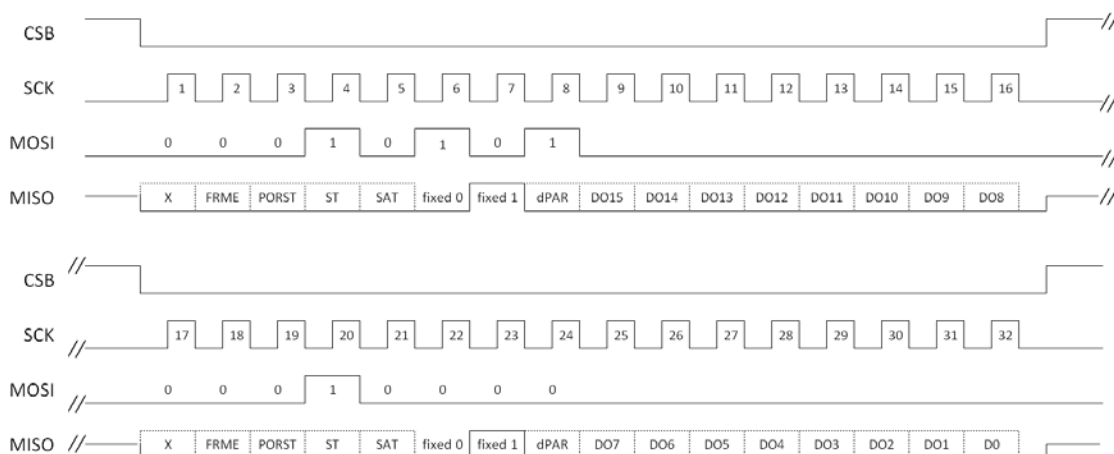 CSB //
SCK 1 2 3 4 5 6 7 8 9 10 11 12 13 14 15 16 //
MOSI 0 0 0 1 0 1 0 1 //
MISO X FRME PORST ST SAT fixed 0 fixed 1 dPAR DO15 DO14 DO13 DO12 DO11 DO10 DO9 DO8 //
CSB //
SCK // 17 18 19 20 21 22 23 24 25 26 27 28 29 30 31 32
MOSI // 0 0 0 1 0 0 0 0
MISO // X FRME PORST ST SAT fixed 0 fixed 1 dPAR DO7 DO6 DO5 DO4 DO3 DO2 DO1 D0